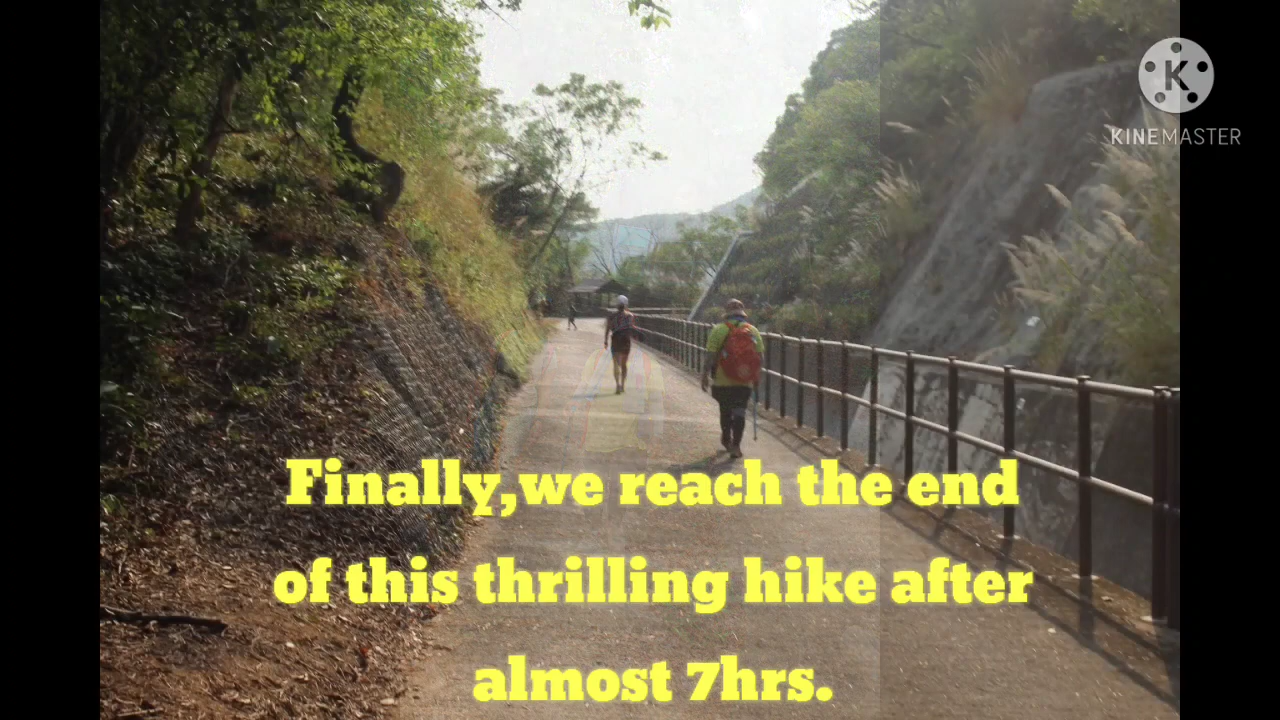 K
KINEMASTER
Finally,we reach the end
of this thrilling hike after
almost 7hrs.